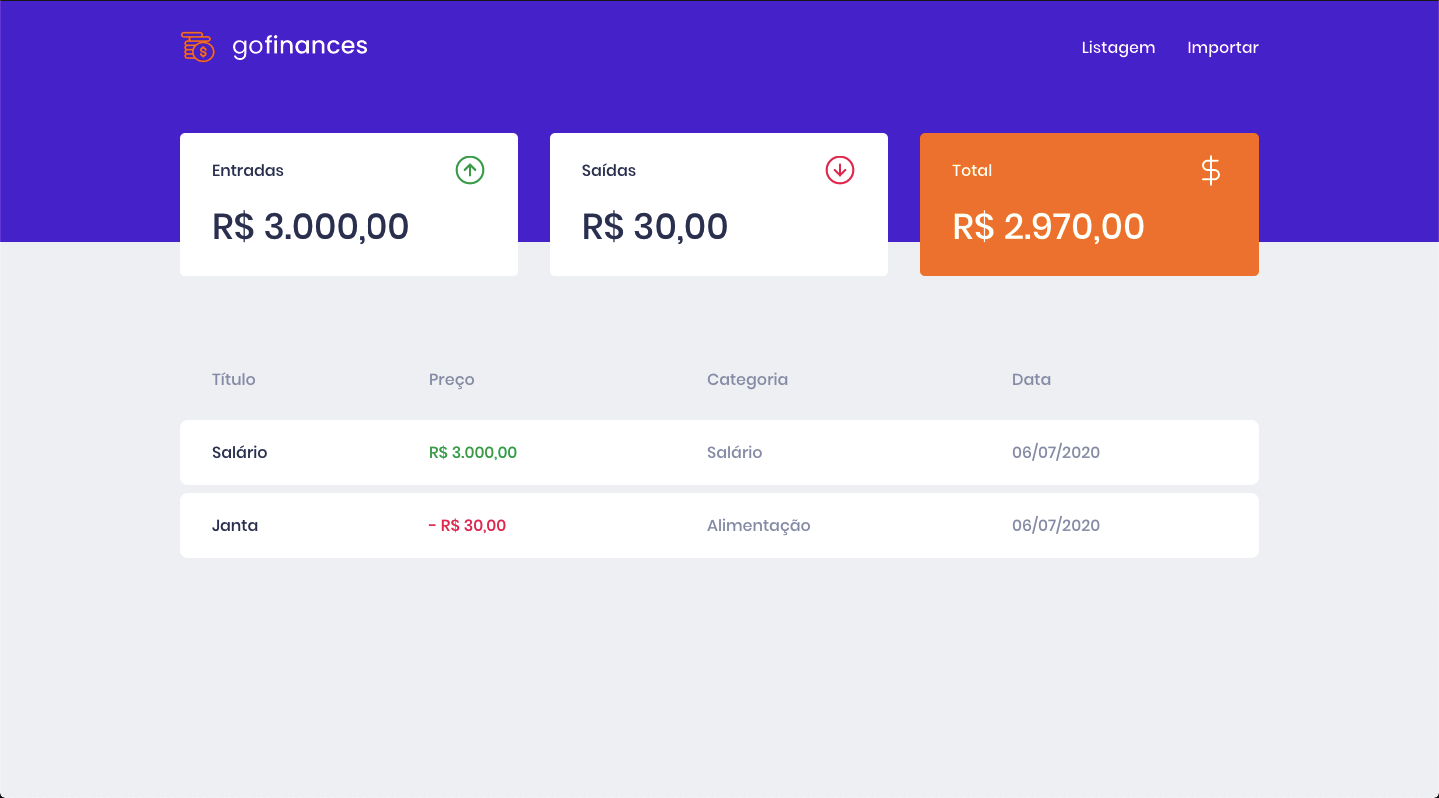 gofinances Listagem Importar
Entradas Saídas Total $
R$ 3.000,00 R$ 30,00 R$ 2.970,00
Título Preço Categoria Data
Salário R$ 3.000,00 Salário 06/07/2020
Janta - R$ 30,00 Alimentação 06/07/2020